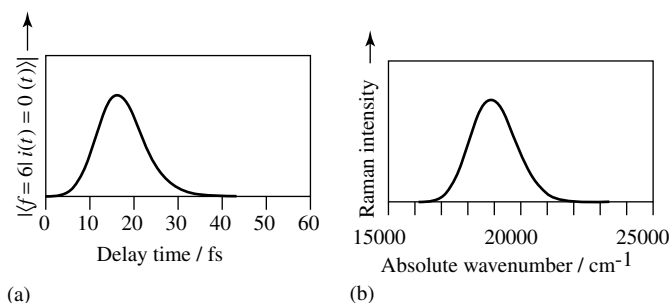 |⟨f = 6| i(t) = 0 (t)⟩|
0 10 20 30 40 50 60
Delay time / fs
(a)
Raman intensity
15000 20000 25000
Absolute wavenumber / cm⁻¹
(b)